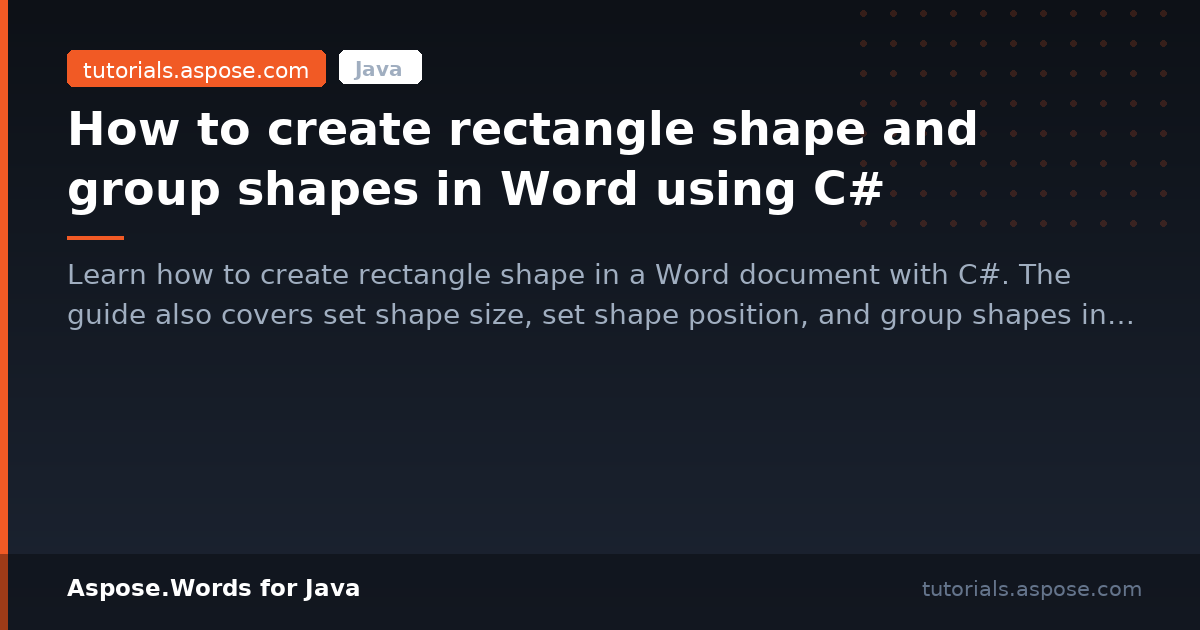 tutorials.aspose.com
Java
How to create rectangle shape and
group shapes in Word using C#
Learn how to create rectangle shape in a Word document with C#. The
guide also covers set shape size, set shape position, and group shapes in...
Aspose.Words for Java
tutorials.aspose.com